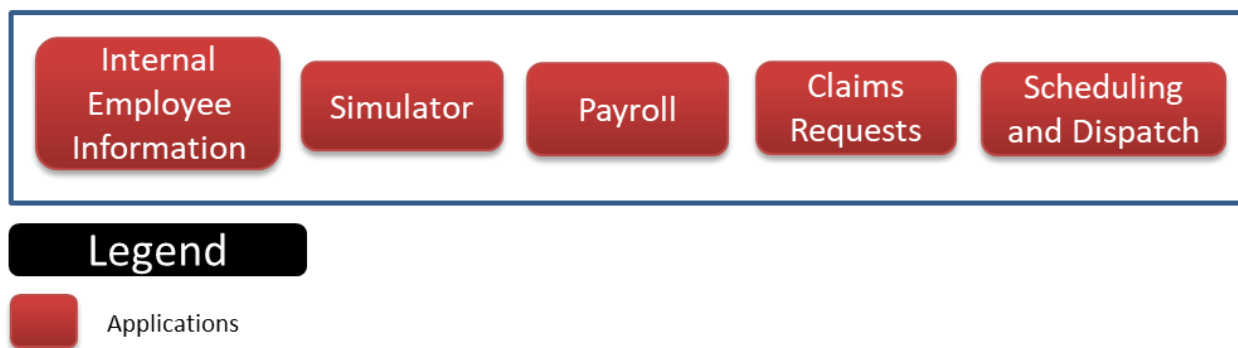 Internal
Employee
Information
Simulator
Payroll
Claims
Requests
Scheduling
and Dispatch
Legend
Applications